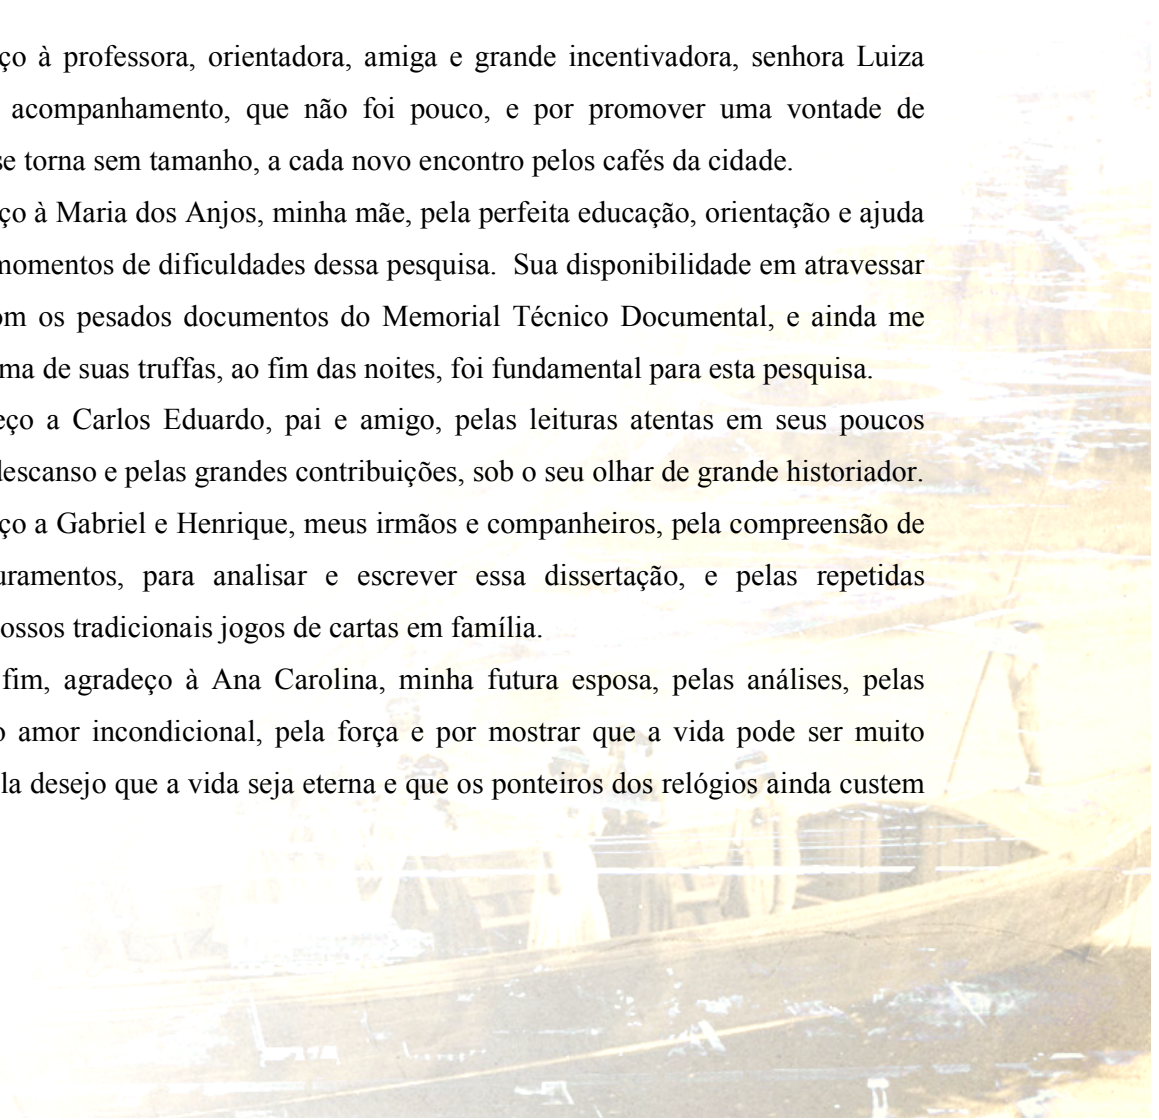 ço à professora, orientadora, amiga e grande incentivadora, senhora Luiza
acompanhamento, que não foi pouco, e por promover uma vontade de
se torna sem tamanho, a cada novo encontro pelos cafés da cidade.
ço à Maria dos Anjos, minha mãe, pela perfeita educação, orientação e ajuda
momentos de dificuldades dessa pesquisa. Sua disponibilidade em atravessar
om os pesados documentos do Memorial Técnico Documental, e ainda me
ma de suas truffas, ao fim das noites, foi fundamental para esta pesquisa.
eço a Carlos Eduardo, pai e amigo, pelas leituras atentas em seus poucos
descanso e pelas grandes contribuições, sob o seu olhar de grande historiador.
ço a Gabriel e Henrique, meus irmãos e companheiros, pela compreensão de
uramentos, para analisar e escrever essa dissertação, e pelas repetidas
ossos tradicionais jogos de cartas em família.
fim, agradeço à Ana Carolina, minha futura esposa, pelas análises, pelas
o amor incondicional, pela força e por mostrar que a vida pode ser muito
la desejo que a vida seja eterna e que os ponteiros dos relógios ainda custem